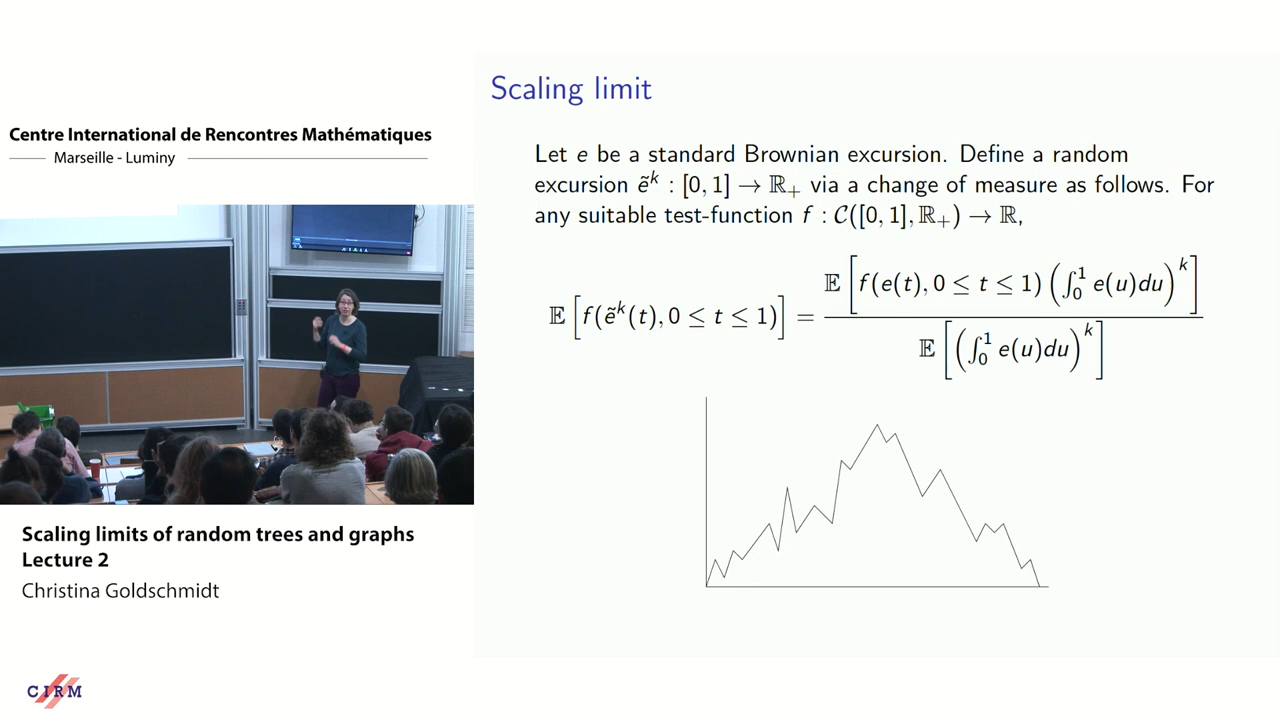 Centre International de Rencontres Mathématiques
Marseille - Luminy
Scaling limits of random trees and graphs
Lecture 2
Christina Goldschmidt
CIRM
Scaling limit
Let e be a standard Brownian excursion. Define a random
excursion ẽ^k : [0, 1] → ℝ₊ via a change of measure as follows. For
any suitable test-function f : 𝒞([0, 1], ℝ₊) → ℝ,
𝔼 [f(ẽ^k(t), 0 ≤ t ≤ 1)] = 𝔼 [f(e(t), 0 ≤ t ≤ 1) (∫₀¹ e(u)du)^k] / 𝔼 [(∫₀¹ e(u)du)^k]